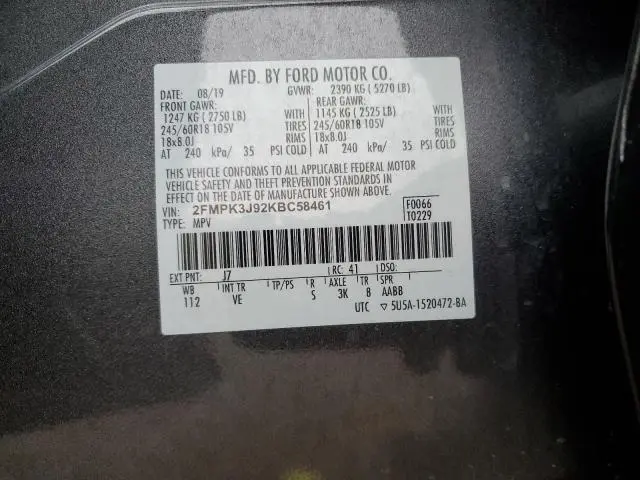 MFD. BY FORD MOTOR CO.
DATE: 08/19 GVWR: 2390 KG ( 5270 LB)
FRONT GAWR: REAR GAWR:
1247 KG ( 2750 LB) WITH 1145 KG ( 2525 LB) WITH
245/60R18 105V TIRES 245/60R18 105V TIRES
18x8.0J RIMS 18x8.0J RIMS
AT 240 kPa/ 35 PSI COLD AT 240 kPa/ 35 PSI COLD
THIS VEHICLE CONFORMS TO ALL APPLICABLE FEDERAL MOTOR
VEHICLE SAFETY AND THEFT PREVENTION STANDARDS IN
EFFECT ON THE DATE OF MANUFACTURE SHOWN ABOVE.
VIN: 2FMPK3J92KBC58461 F0066
TYPE: MPV T0229
EXT PNT: J7 RC: 41 DSO:
WB INT TR TP/PS R AXLE TR SPR
112 VE S 3K 8 AABB
UTC ▽ 5U5A-1520472-BA